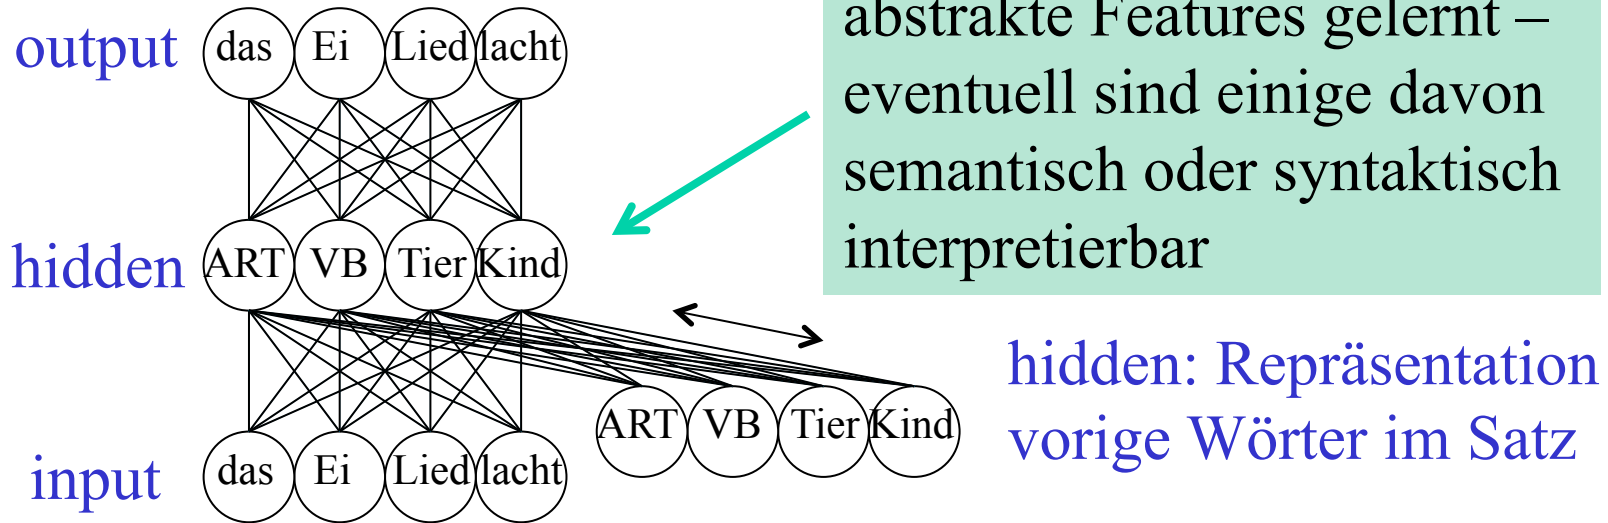 output das Ei Lied lacht
abstrakte Features gelernt –
eventuell sind einige davon
semantisch oder syntaktisch
interpretierbar
hidden ART VB Tier Kind
hidden: Repräsentation
vorige Wörter im Satz
ART VB Tier Kind
input das Ei Lied lacht